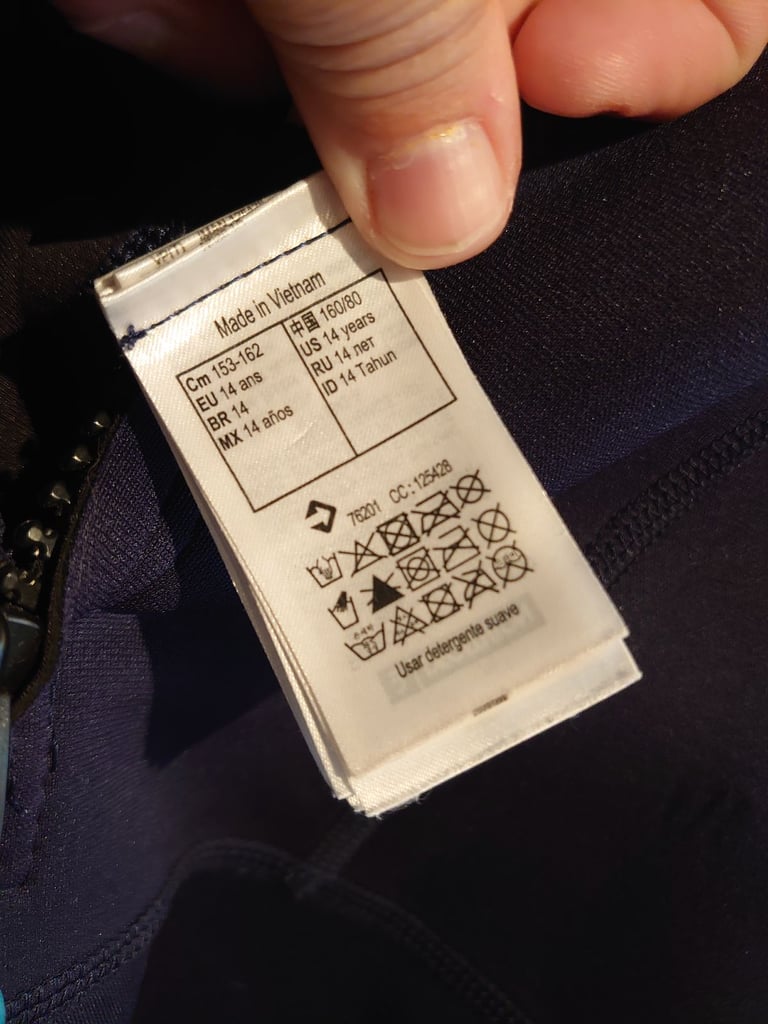 Made in Vietnam
Cm 153-162
EU 14 ans
BR 14
MX 14 años
中国 160/80
US 14 years
RU 14 лет
ID 14 Tahun
76201 CC:125428
Usar detergente suave